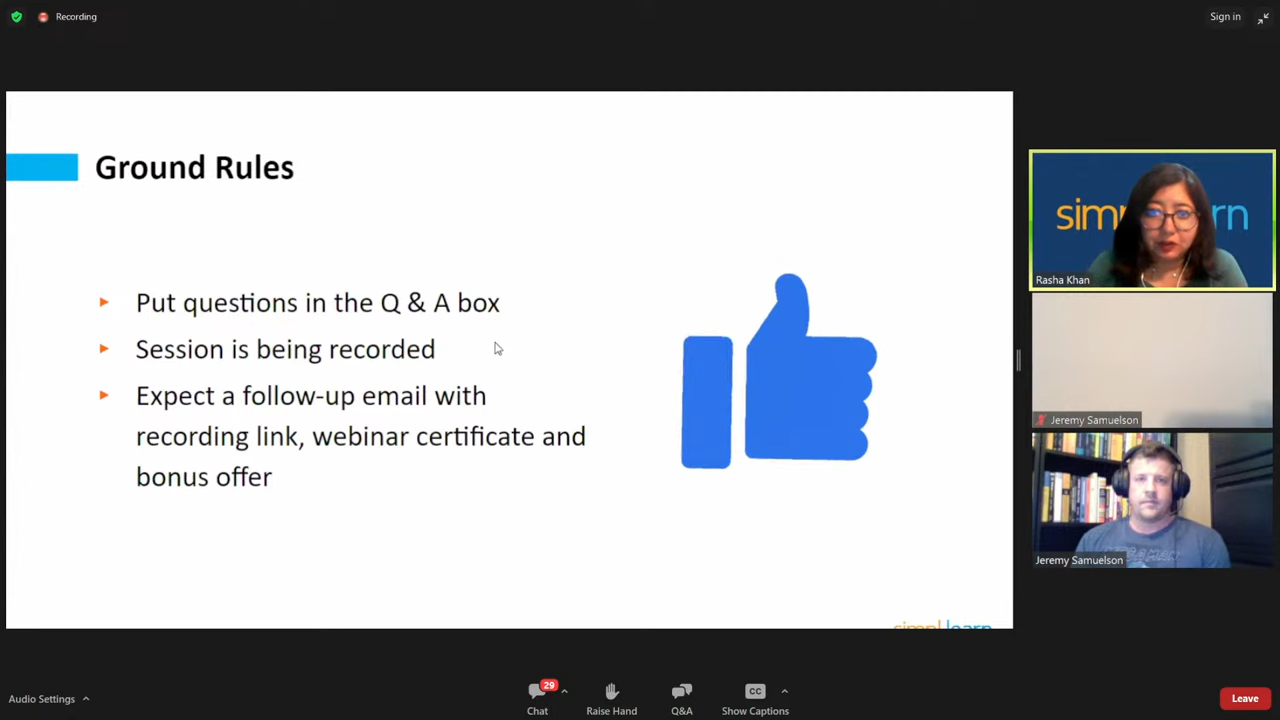 Recording
Sign in
Ground Rules
Put questions in the Q & A box
Session is being recorded
Expect a follow-up email with
recording link, webinar certificate and
bonus offer
Rasha Khan
Jeremy Samuelson
Jeremy Samuelson
Audio Settings
29
Chat
Raise Hand
Q&A
CC
Show Captions
Leave